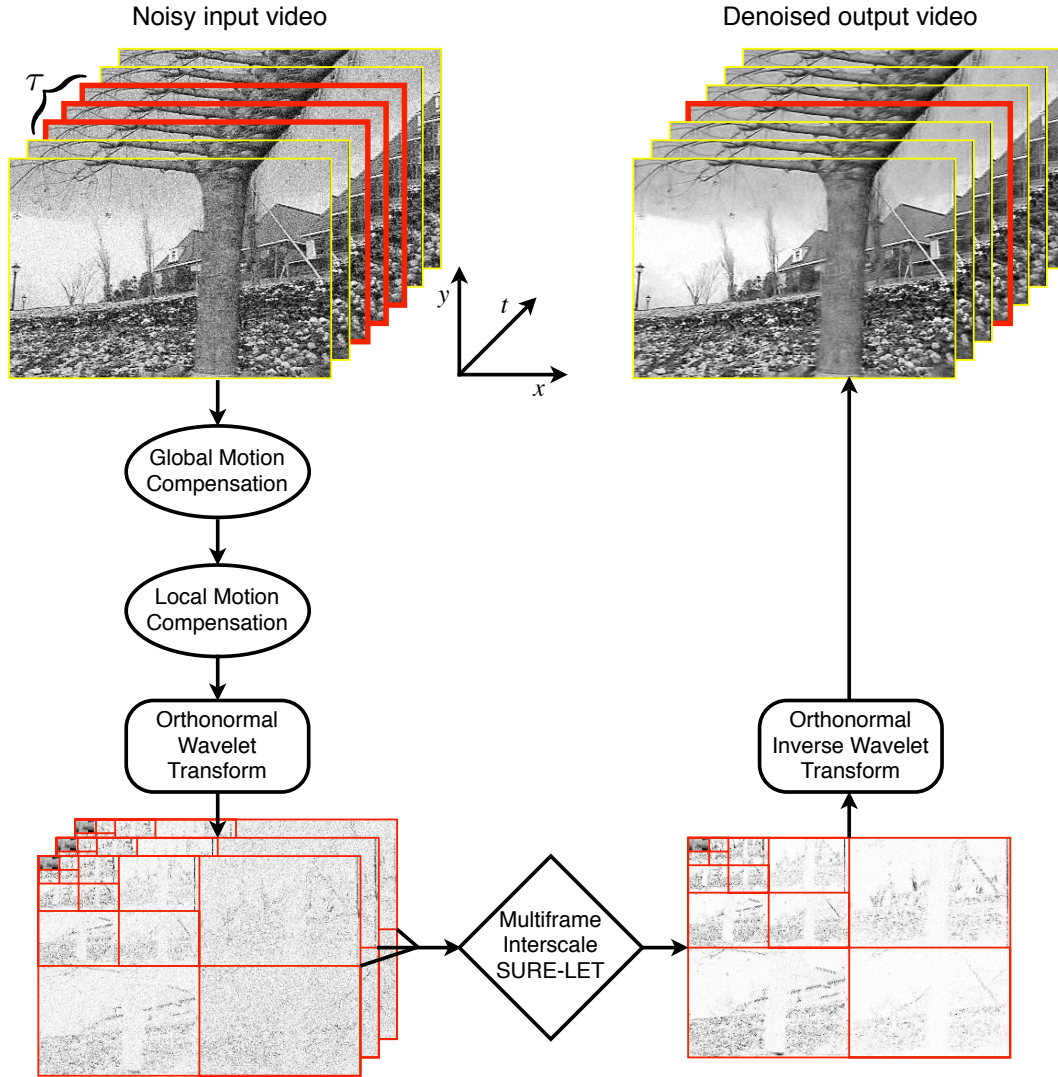 Noisy input video
Denoised output video
τ
y
t
x
Global Motion
Compensation
Local Motion
Compensation
Orthonormal
Wavelet
Transform
Orthonormal
Inverse Wavelet
Transform
Multiframe
Interscale
SURE-LET